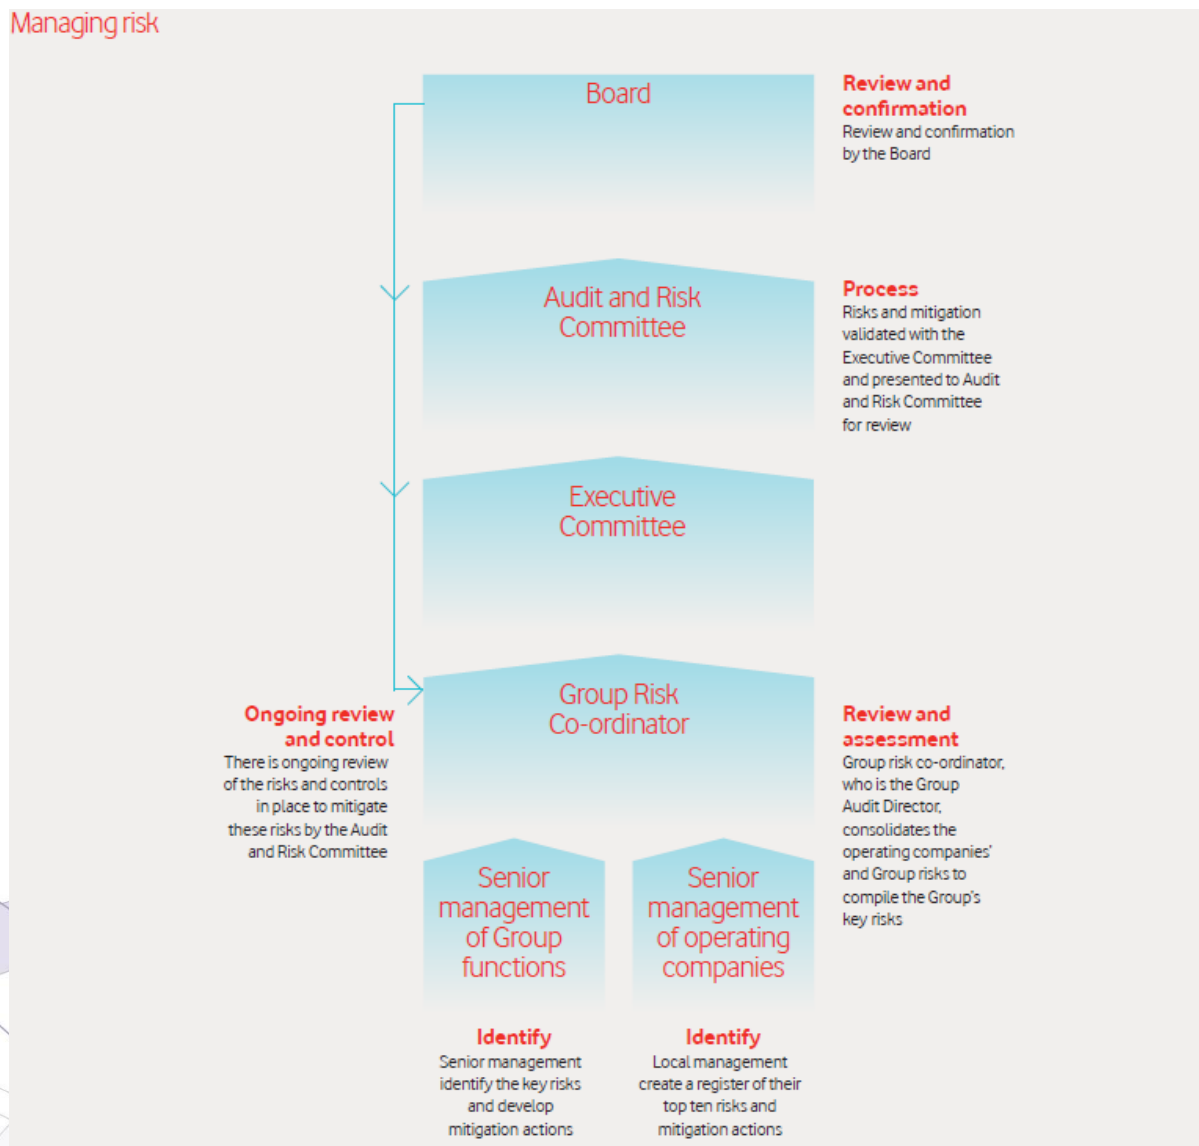 Managing risk
Board
Review and
confirmation
Review and confirmation
by the Board
Audit and Risk
Committee
Process
Risks and mitigation
validated with the
Executive Committee
and presented to Audit
and Risk Committee
for review
Executive
Committee
Group Risk
Co-ordinator
Ongoing review
and control
There is ongoing review
of the risks and controls
in place to mitigate
these risks by the Audit
and Risk Committee
Review and
assessment
Group risk co-ordinator,
who is the Group
Audit Director,
consolidates the
operating companies'
and Group risks to
compile the Group's
key risks
Senior
management
of Group
functions
Senior
management
of operating
companies
Identify
Senior management
identify the key risks
and develop
mitigation actions
Identify
Local management
create a register of their
top ten risks and
mitigation actions